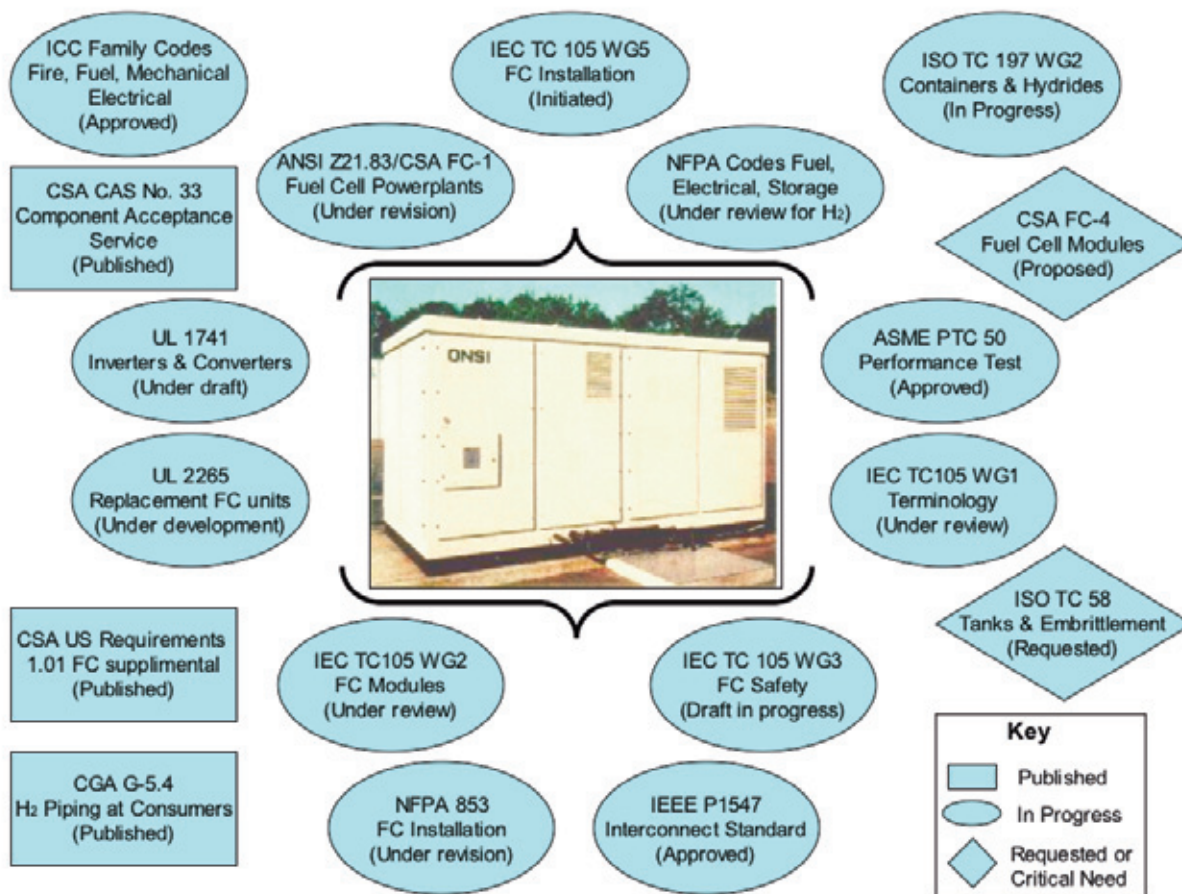 ICC Family Codes
Fire, Fuel, Mechanical
Electrical
(Approved)
IEC TC 105 WG5
FC Installation
(Initiated)
ISO TC 197 WG2
Containers & Hydrides
(In Progress)
ANSI Z21.83/CSA FC-1
Fuel Cell Powerplants
(Under revision)
NFPA Codes Fuel,
Electrical, Storage
(Under review for H₂)
CSA CAS No. 33
Component Acceptance
Service
(Published)
CSA FC-4
Fuel Cell Modules
(Proposed)
UL 1741
Inverters & Converters
(Under draft)
ONSI
ASME PTC 50
Performance Test
(Approved)
UL 2265
Replacement FC units
(Under development)
IEC TC105 WG1
Terminology
(Under review)
ISO TC 58
Tanks & Embrittlement
(Requested)
CSA US Requirements
1.01 FC supplimental
(Published)
IEC TC105 WG2
FC Modules
(Under review)
IEC TC 105 WG3
FC Safety
(Draft in progress)
CGA G-5.4
H₂ Piping at Consumers
(Published)
NFPA 853
FC Installation
(Under revision)
IEEE P1547
Interconnect Standard
(Approved)
Key
Published
In Progress
Requested or
Critical Need